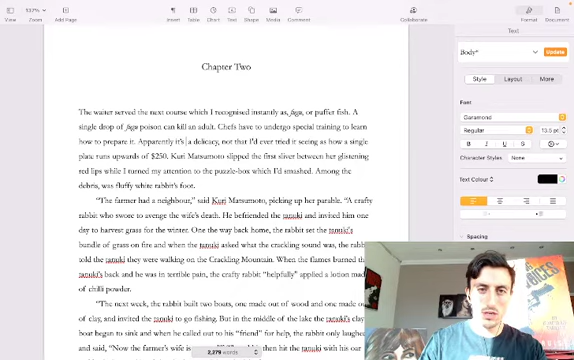 137%
View
Zoom
Add Page
Insert
Table
Chart
Text
Shape
Media
Comment
Collaborate
Format
Document
Chapter Two
The waiter served the next course which I recognised instantly as, fugu, or puffer fish. A
single drop of fugu poison can kill an adult. Chefs have to undergo special training to learn
how to prepare it. Apparently it's a delicacy, not that I'd ever tried it seeing as how a single
plate runs upwards of $250. Kuri Matsumoto slipped the first sliver between her glistening
red lips while I turned my attention to the puzzle box which I'd smashed. Among the
debris, was fluffy white rabbit's foot.
"The farmer had a neighbour," said Kuri Matsumoto, picking up her parable. "A crafty
rabbit who swore to avenge the wife's death. He befriended the tanuki and invited him one
day to harvest grass for the winter. One the way back home, the rabbit set the tanuki's
bundle of grass on fire and when the tanuki asked what the crackling sound was, the rabbit
told the tanuki they were walking on the Crackling Mountain. When the flames burned the
tanuki's back and he was in terrible pain, the crafty rabbit "helpfully" applied a lotion made
of chilli powder.
"The next week, the rabbit built two boats, one made out of wood and one made out
of clay, and invited the tanuki to go fishing. But in the middle of the lake the tanuki's clay
boat began to sink and when he called out to his "friend" for help, the rabbit only laughed
and said, "Now the farmer's wife is
then hit the tanuki with his oar
2,279 words
Text
Body*
Update
Style
Layout
More
Font
Garamond
Regular
13.5 pt
B
I
U
S
Character Styles
None
Text Colour
Spacing